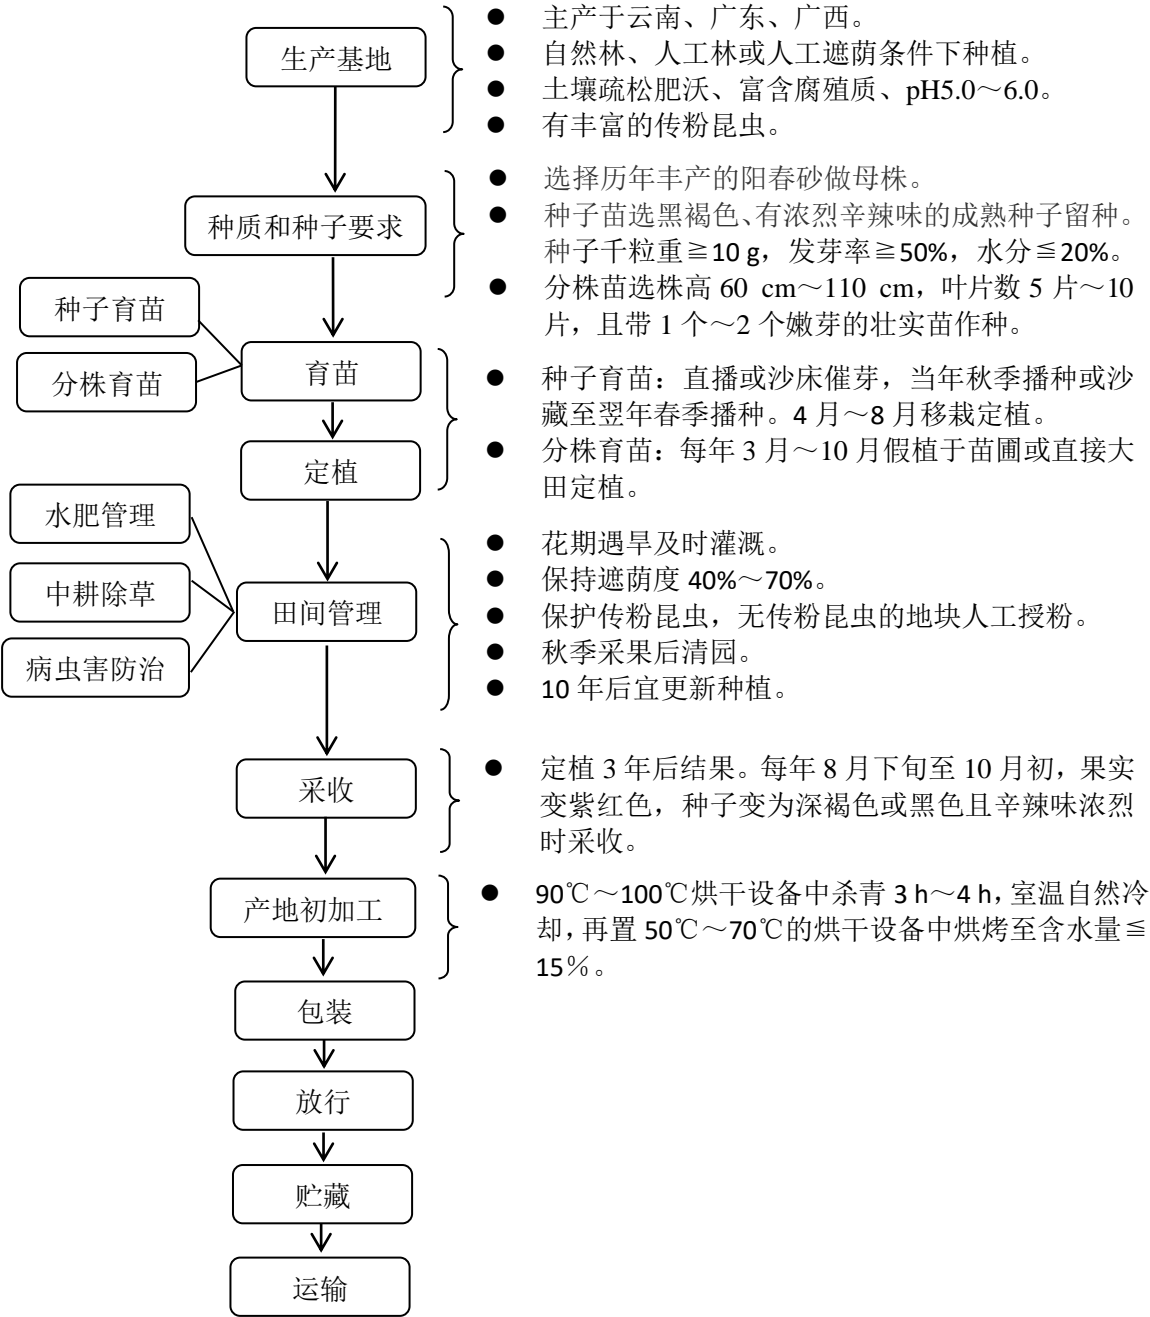 生产基地
● 主产于云南、广东、广西。
● 自然林、人工林或人工遮荫条件下种植。
● 土壤疏松肥沃、富含腐殖质、pH5.0～6.0。
● 有丰富的传粉昆虫。
种质和种子要求
● 选择历年丰产的阳春砂做母株。
● 种子苗选黑褐色、有浓烈辛辣味的成熟种子留种。
种子千粒重≧10 g，发芽率≧50%，水分≦20%。
● 分株苗选株高 60 cm～110 cm，叶片数 5 片～10
片，且带 1 个～2 个嫩芽的壮实苗作种。
种子育苗
分株育苗
育苗
定植
● 种子育苗：直播或沙床催芽，当年秋季播种或沙
藏至翌年春季播种。4 月～8 月移栽定植。
● 分株育苗：每年 3 月～10 月假植于苗圃或直接大
田定植。
水肥管理
中耕除草
病虫害防治
田间管理
● 花期遇旱及时灌溉。
● 保持遮荫度 40%～70%。
● 保护传粉昆虫，无传粉昆虫的地块人工授粉。
● 秋季采果后清园。
● 10 年后宜更新种植。
采收
● 定植 3 年后结果。每年 8 月下旬至 10 月初，果实
变紫红色，种子变为深褐色或黑色且辛辣味浓烈
时采收。
产地初加工
● 90℃～100℃烘干设备中杀青 3 h～4 h，室温自然冷
却，再置 50℃～70℃的烘干设备中烘烤至含水量≦
15％。
包装
放行
贮藏
运输